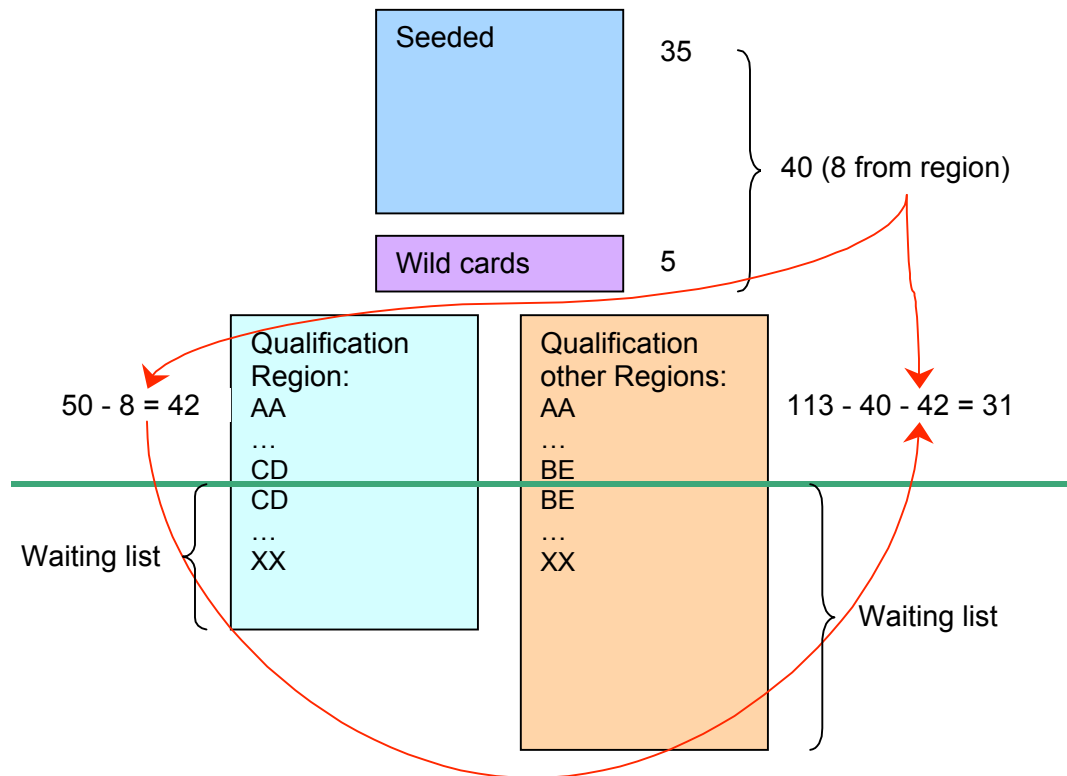 Seeded
35
40 (8 from region)
Wild cards
5
Qualification
Region:
AA
…
CD
CD
…
XX
Qualification
other Regions:
AA
…
BE
BE
…
XX
50 - 8 = 42
113 - 40 - 42 = 31
Waiting list
Waiting list